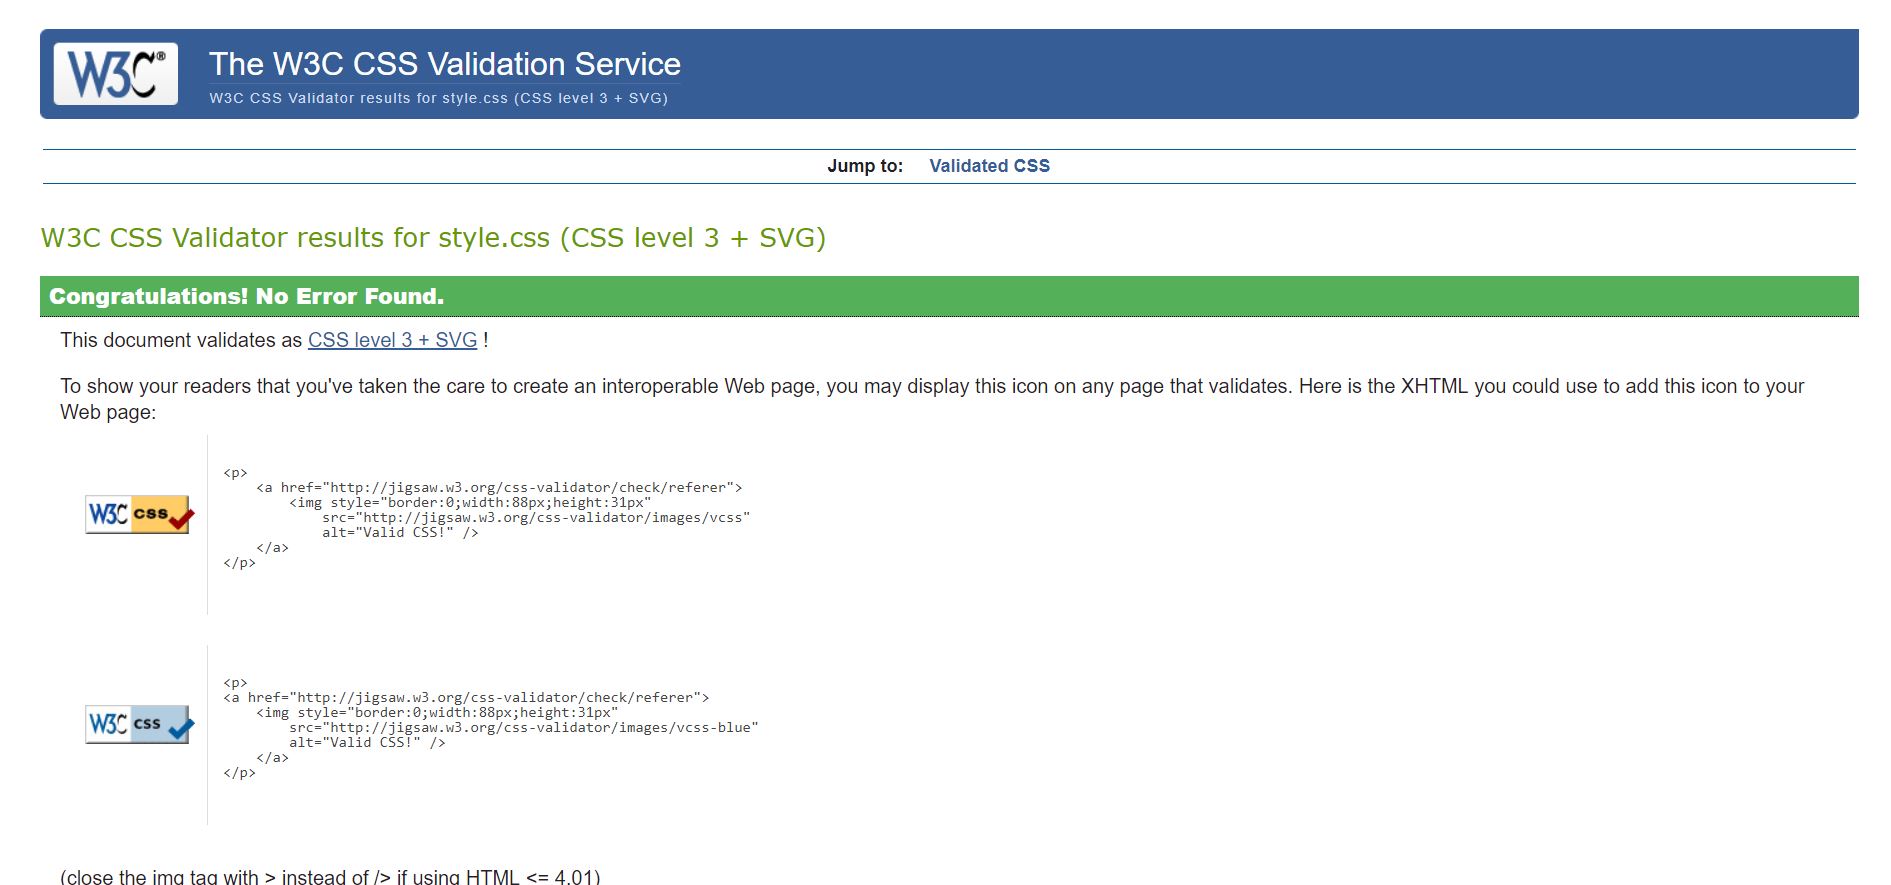 W3C®
The W3C CSS Validation Service
W3C CSS Validator results for style.css (CSS level 3 + SVG)
Jump to: Validated CSS
W3C CSS Validator results for style.css (CSS level 3 + SVG)
Congratulations! No Error Found.
This document validates as CSS level 3 + SVG !
To show your readers that you've taken the care to create an interoperable Web page, you may display this icon on any page that validates. Here is the XHTML you could use to add this icon to your
Web page:
W3C css
<p>
    <a href="http://jigsaw.w3.org/css-validator/check/referer">
        <img style="border:0;width:88px;height:31px"
            src="http://jigsaw.w3.org/css-validator/images/vcss"
            alt="Valid CSS!" />
    </a>
</p>
W3C css
<p>
<a href="http://jigsaw.w3.org/css-validator/check/referer">
    <img style="border:0;width:88px;height:31px"
        src="http://jigsaw.w3.org/css-validator/images/vcss-blue"
        alt="Valid CSS!" />
    </a>
</p>
(close the img tag with > instead of /> if using HTML <= 4.01)